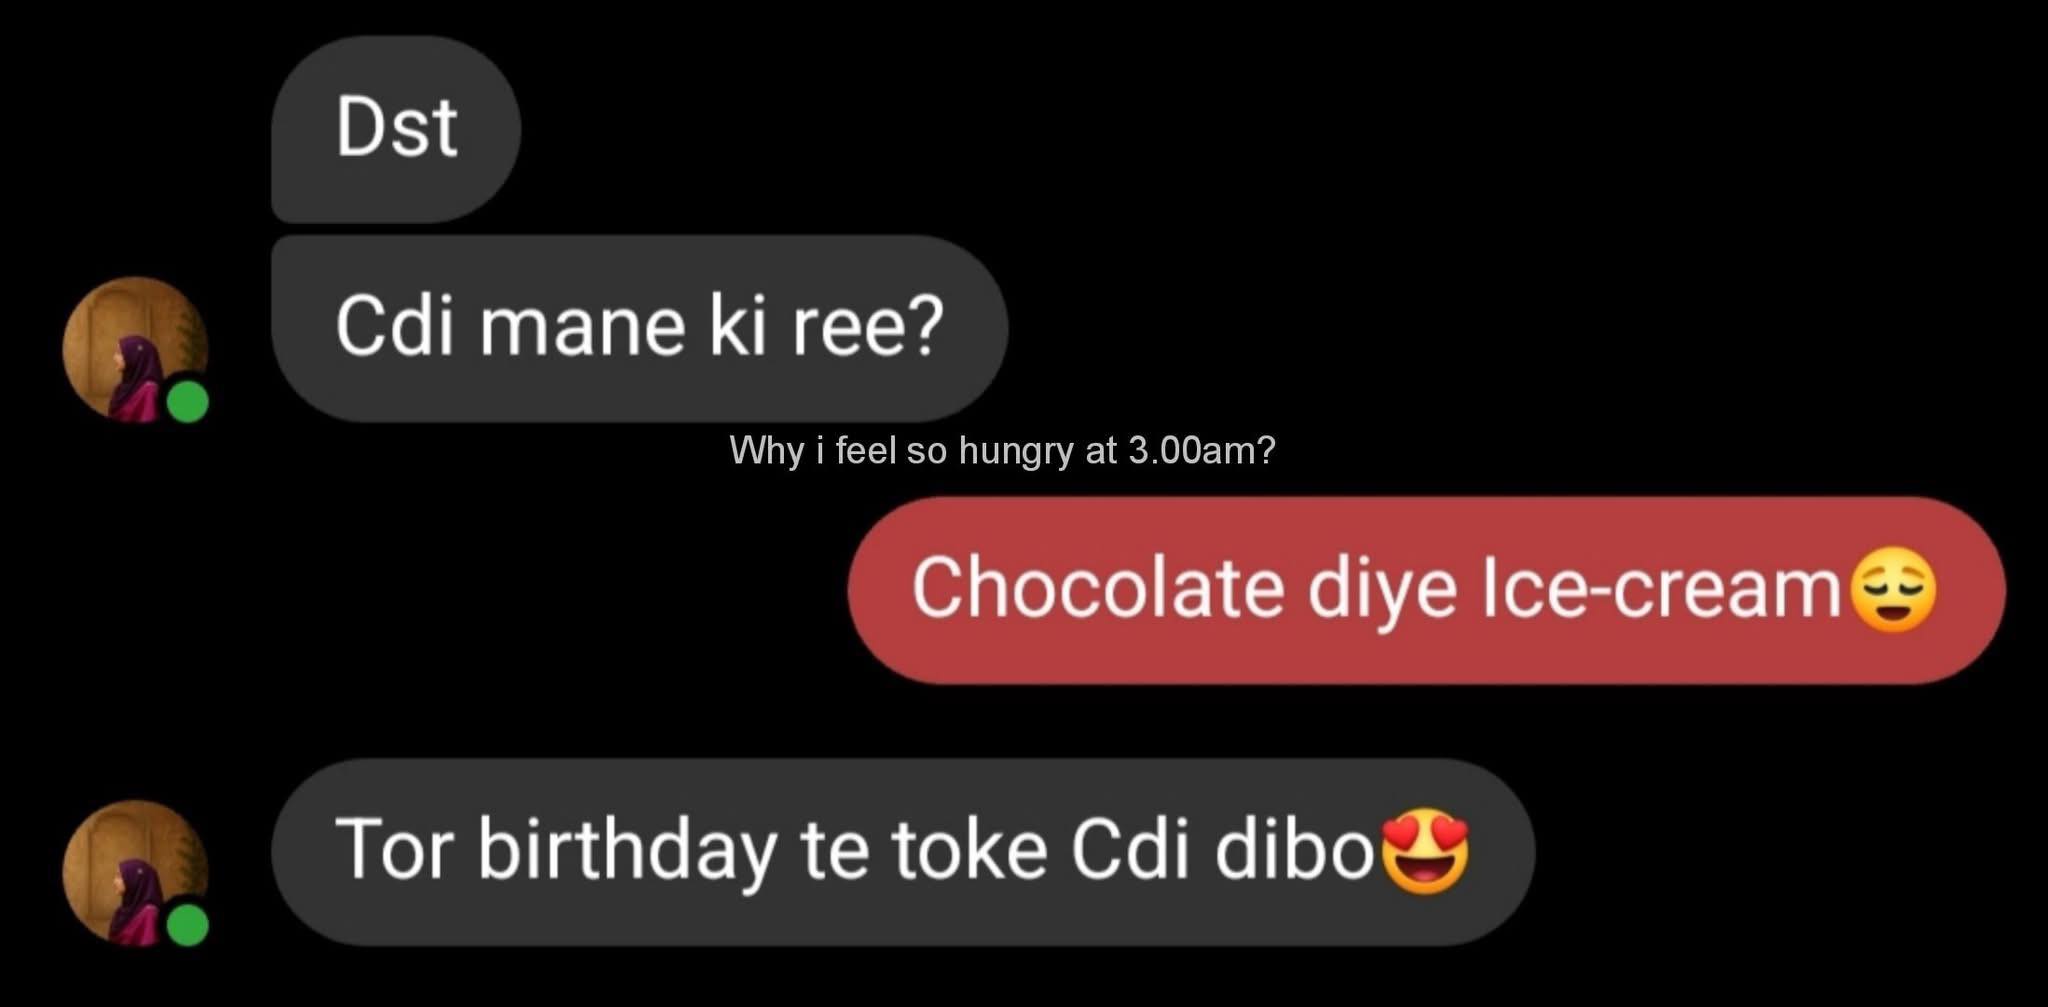 Dst
Cdi mane ki ree?
Why i feel so hungry at 3.00am?
Chocolate diye Ice-cream😌
Tor birthday te toke Cdi dibo😍